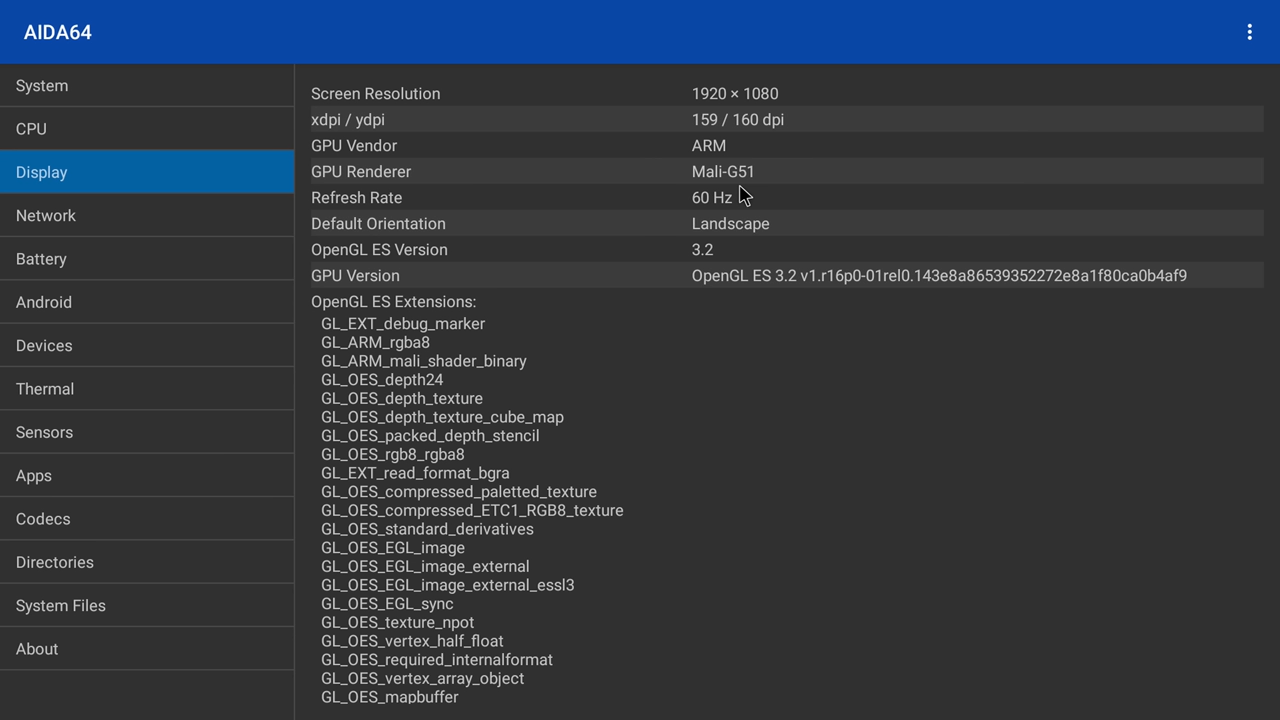 AIDA64
System
CPU
Display
Network
Battery
Android
Devices
Thermal
Sensors
Apps
Codecs
Directories
System Files
About
Screen Resolution 1920 × 1080
xdpi / ydpi 159 / 160 dpi
GPU Vendor ARM
GPU Renderer Mali-G51
Refresh Rate 60 Hz
Default Orientation Landscape
OpenGL ES Version 3.2
GPU Version OpenGL ES 3.2 v1.r16p0-01rel0.143e8a86539352272e8a1f80ca0b4af9
OpenGL ES Extensions:
GL_EXT_debug_marker
GL_ARM_rgba8
GL_ARM_mali_shader_binary
GL_OES_depth24
GL_OES_depth_texture
GL_OES_depth_texture_cube_map
GL_OES_packed_depth_stencil
GL_OES_rgb8_rgba8
GL_EXT_read_format_bgra
GL_OES_compressed_paletted_texture
GL_OES_compressed_ETC1_RGB8_texture
GL_OES_standard_derivatives
GL_OES_EGL_image
GL_OES_EGL_image_external
GL_OES_EGL_image_external_essl3
GL_OES_EGL_sync
GL_OES_texture_npot
GL_OES_vertex_half_float
GL_OES_required_internalformat
GL_OES_vertex_array_object
GL_OES_mapbuffer